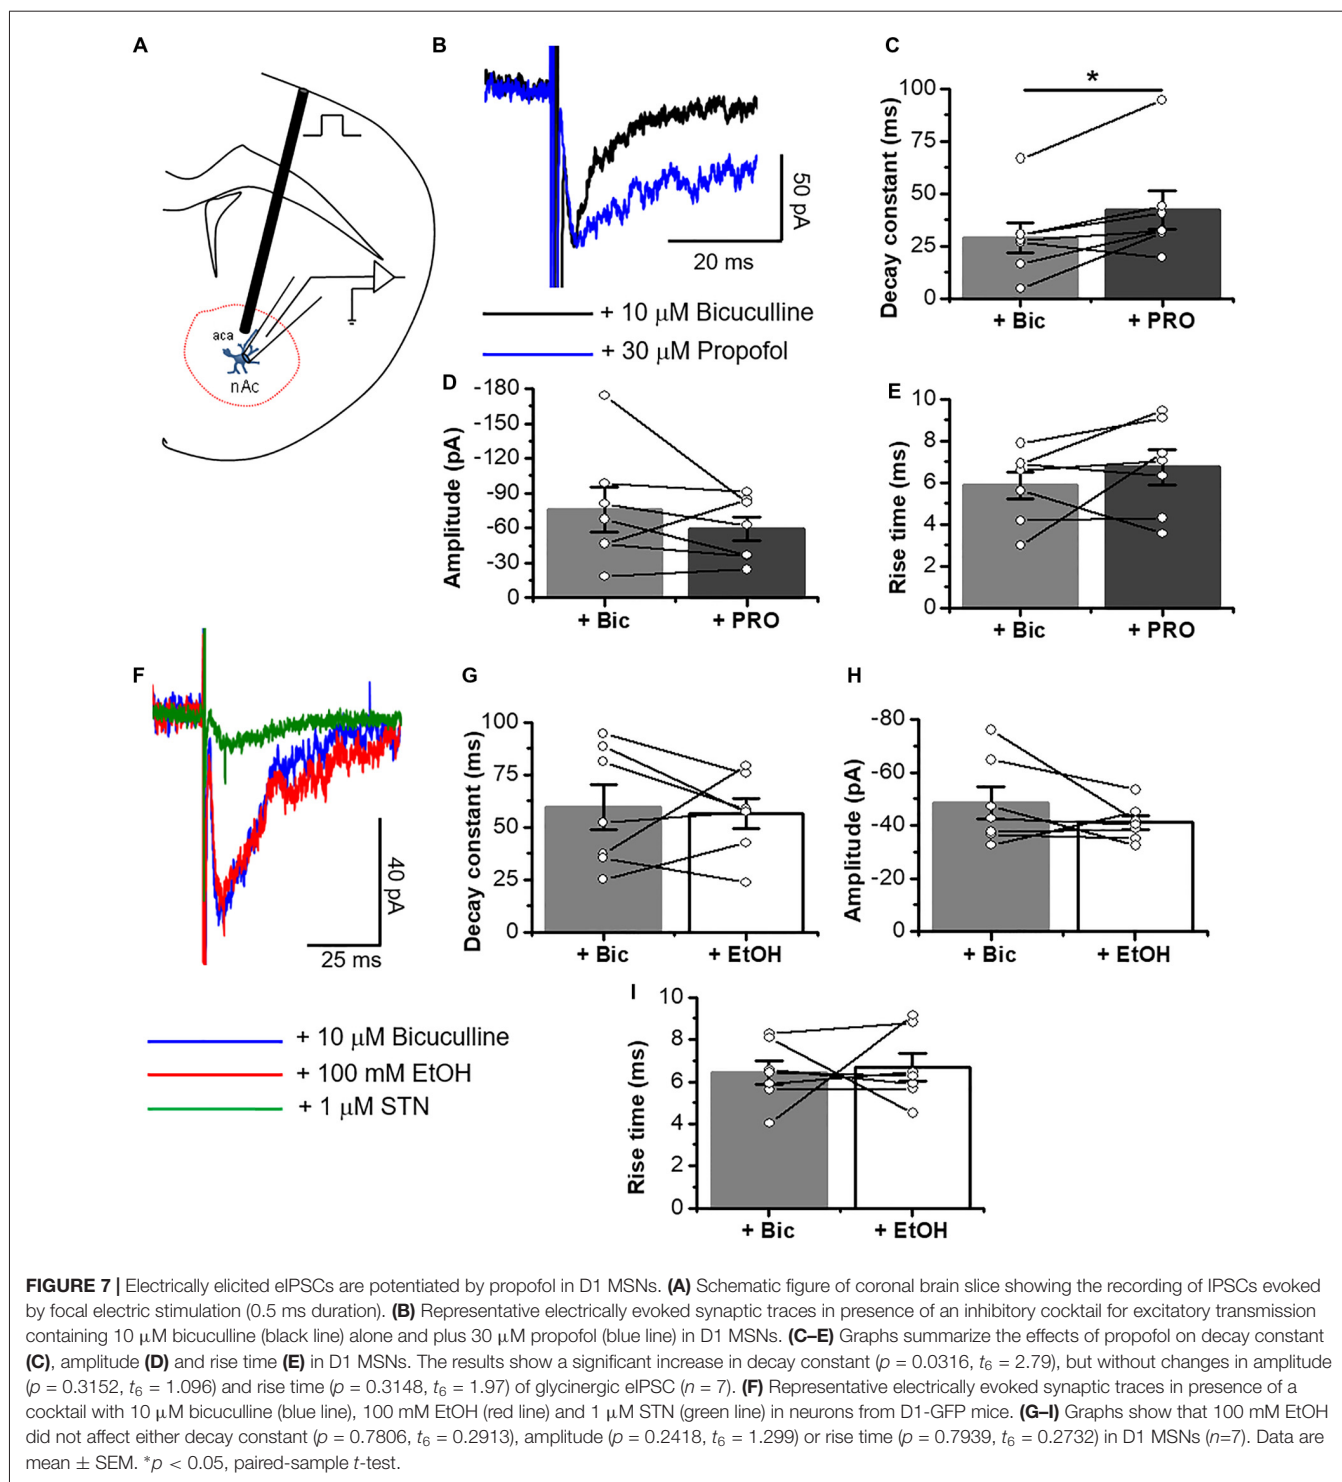 A
aca
nAc
B
50 pA
20 ms
+ 10 μM Bicuculline
+ 30 μM Propofol
C
*
Decay constant (ms)
100
75
50
25
0
+ Bic
+ PRO
D
Amplitude (pA)
-180
-150
-120
-90
-60
-30
0
+ Bic
+ PRO
E
Rise time (ms)
10
8
6
4
2
0
+ Bic
+ PRO
F
40 pA
25 ms
+ 10 μM Bicuculline
+ 100 mM EtOH
+ 1 μM STN
G
Decay constant (ms)
100
75
50
25
0
+ Bic
+ EtOH
H
Amplitude (pA)
-80
-60
-40
-20
0
+ Bic
+ EtOH
I
Rise time (ms)
10
8
6
4
2
0
+ Bic
+ EtOH
FIGURE 7 | Electrically elicited eIPSCs are potentiated by propofol in D1 MSNs. (A) Schematic figure of coronal brain slice showing the recording of IPSCs evoked
by focal electric stimulation (0.5 ms duration). (B) Representative electrically evoked synaptic traces in presence of an inhibitory cocktail for excitatory transmission
containing 10 μM bicuculline (black line) alone and plus 30 μM propofol (blue line) in D1 MSNs. (C–E) Graphs summarize the effects of propofol on decay constant
(C), amplitude (D) and rise time (E) in D1 MSNs. The results show a significant increase in decay constant (p = 0.0316, t6 = 2.79), but without changes in amplitude
(p = 0.3152, t6 = 1.096) and rise time (p = 0.3148, t6 = 1.97) of glycinergic eIPSC (n = 7). (F) Representative electrically evoked synaptic traces in presence of a
cocktail with 10 μM bicuculline (blue line), 100 mM EtOH (red line) and 1 μM STN (green line) in neurons from D1-GFP mice. (G–I) Graphs show that 100 mM EtOH
did not affect either decay constant (p = 0.7806, t6 = 0.2913), amplitude (p = 0.2418, t6 = 1.299) or rise time (p = 0.7939, t6 = 0.2732) in D1 MSNs (n=7). Data are
mean ± SEM. *p < 0.05, paired-sample t-test.